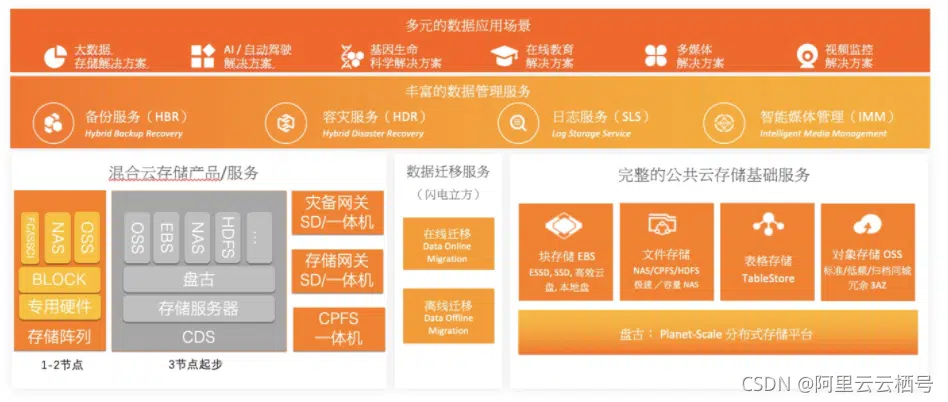 多元的数据应用场景
大数据
存储解决方案
AI / 自动驾驶
解决方案
基因生命
科学解决方案
在线教育
解决方案
多媒体
解决方案
视频监控
解决方案
丰富的数据管理服务
备份服务（HBR）
Hybrid Backup Recovery
容灾服务（HDR）
Hybrid Disaster Recovery
日志服务（SLS）
Log Storage Service
智能媒体管理（IMM）
Intelligent Media Management
混合云存储产品/服务
FC/ISSCI
NAS
OSS
BLOCK
专用硬件
存储阵列
1-2节点
OSS
EBS
NAS
HDFS
...
盘古
存储服务器
CDS
3节点起步
灾备网关
SD/一体机
存储网关
SD/一体机
CPFS
一体机
数据迁移服务
（闪电立方）
在线迁移
Data Online
Migration
离线迁移
Data Offline
Migration
完整的公共云存储基础服务
块存储 EBS
ESSD, SSD, 高效云
盘, 本地盘
文件存储
NAS/CPFS/HDFS
极速 ／容量 NAS
表格存储
TableStore
对象存储 OSS
标准/低频/归档同城
冗余 3AZ
盘古： Planet-Scale 分布式存储平台
CSDN @阿里云云栖号